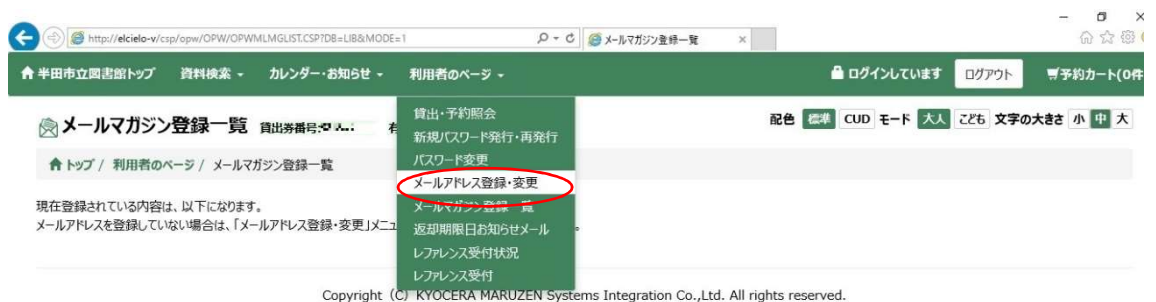 http://elcielo-v/csp/opw/OPW/OPWMLMGLIST.CSP?DB=LIB&MODE=1
メールマガジン登録一覧
半田市立図書館トップ 資料検索 カレンダー・お知らせ 利用者のページ ログインしています ログアウト 予約カート(0件
メールマガジン登録一覧 貸出券番号: 配色 標準 CUD モード 大人 こども 文字の大きさ 小 中 大
トップ / 利用者のページ / メールマガジン登録一覧
貸出・予約照会
新規パスワード発行・再発行
パスワード変更
メールアドレス登録・変更
メールマガジン登録一覧
返却期限日お知らせメール
レファレンス受付状況
レファレンス受付
現在登録されている内容は、以下になります。
メールアドレスを登録していない場合は、「メールアドレス登録・変更」メニュ
Copyright (C) KYOCERA MARUZEN Systems Integration Co.,Ltd. All rights reserved.